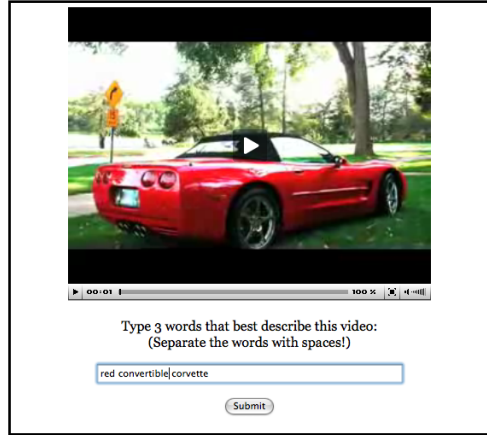 00:01 100 %
Type 3 words that best describe this video:
(Separate the words with spaces!)
red convertible corvette
Submit